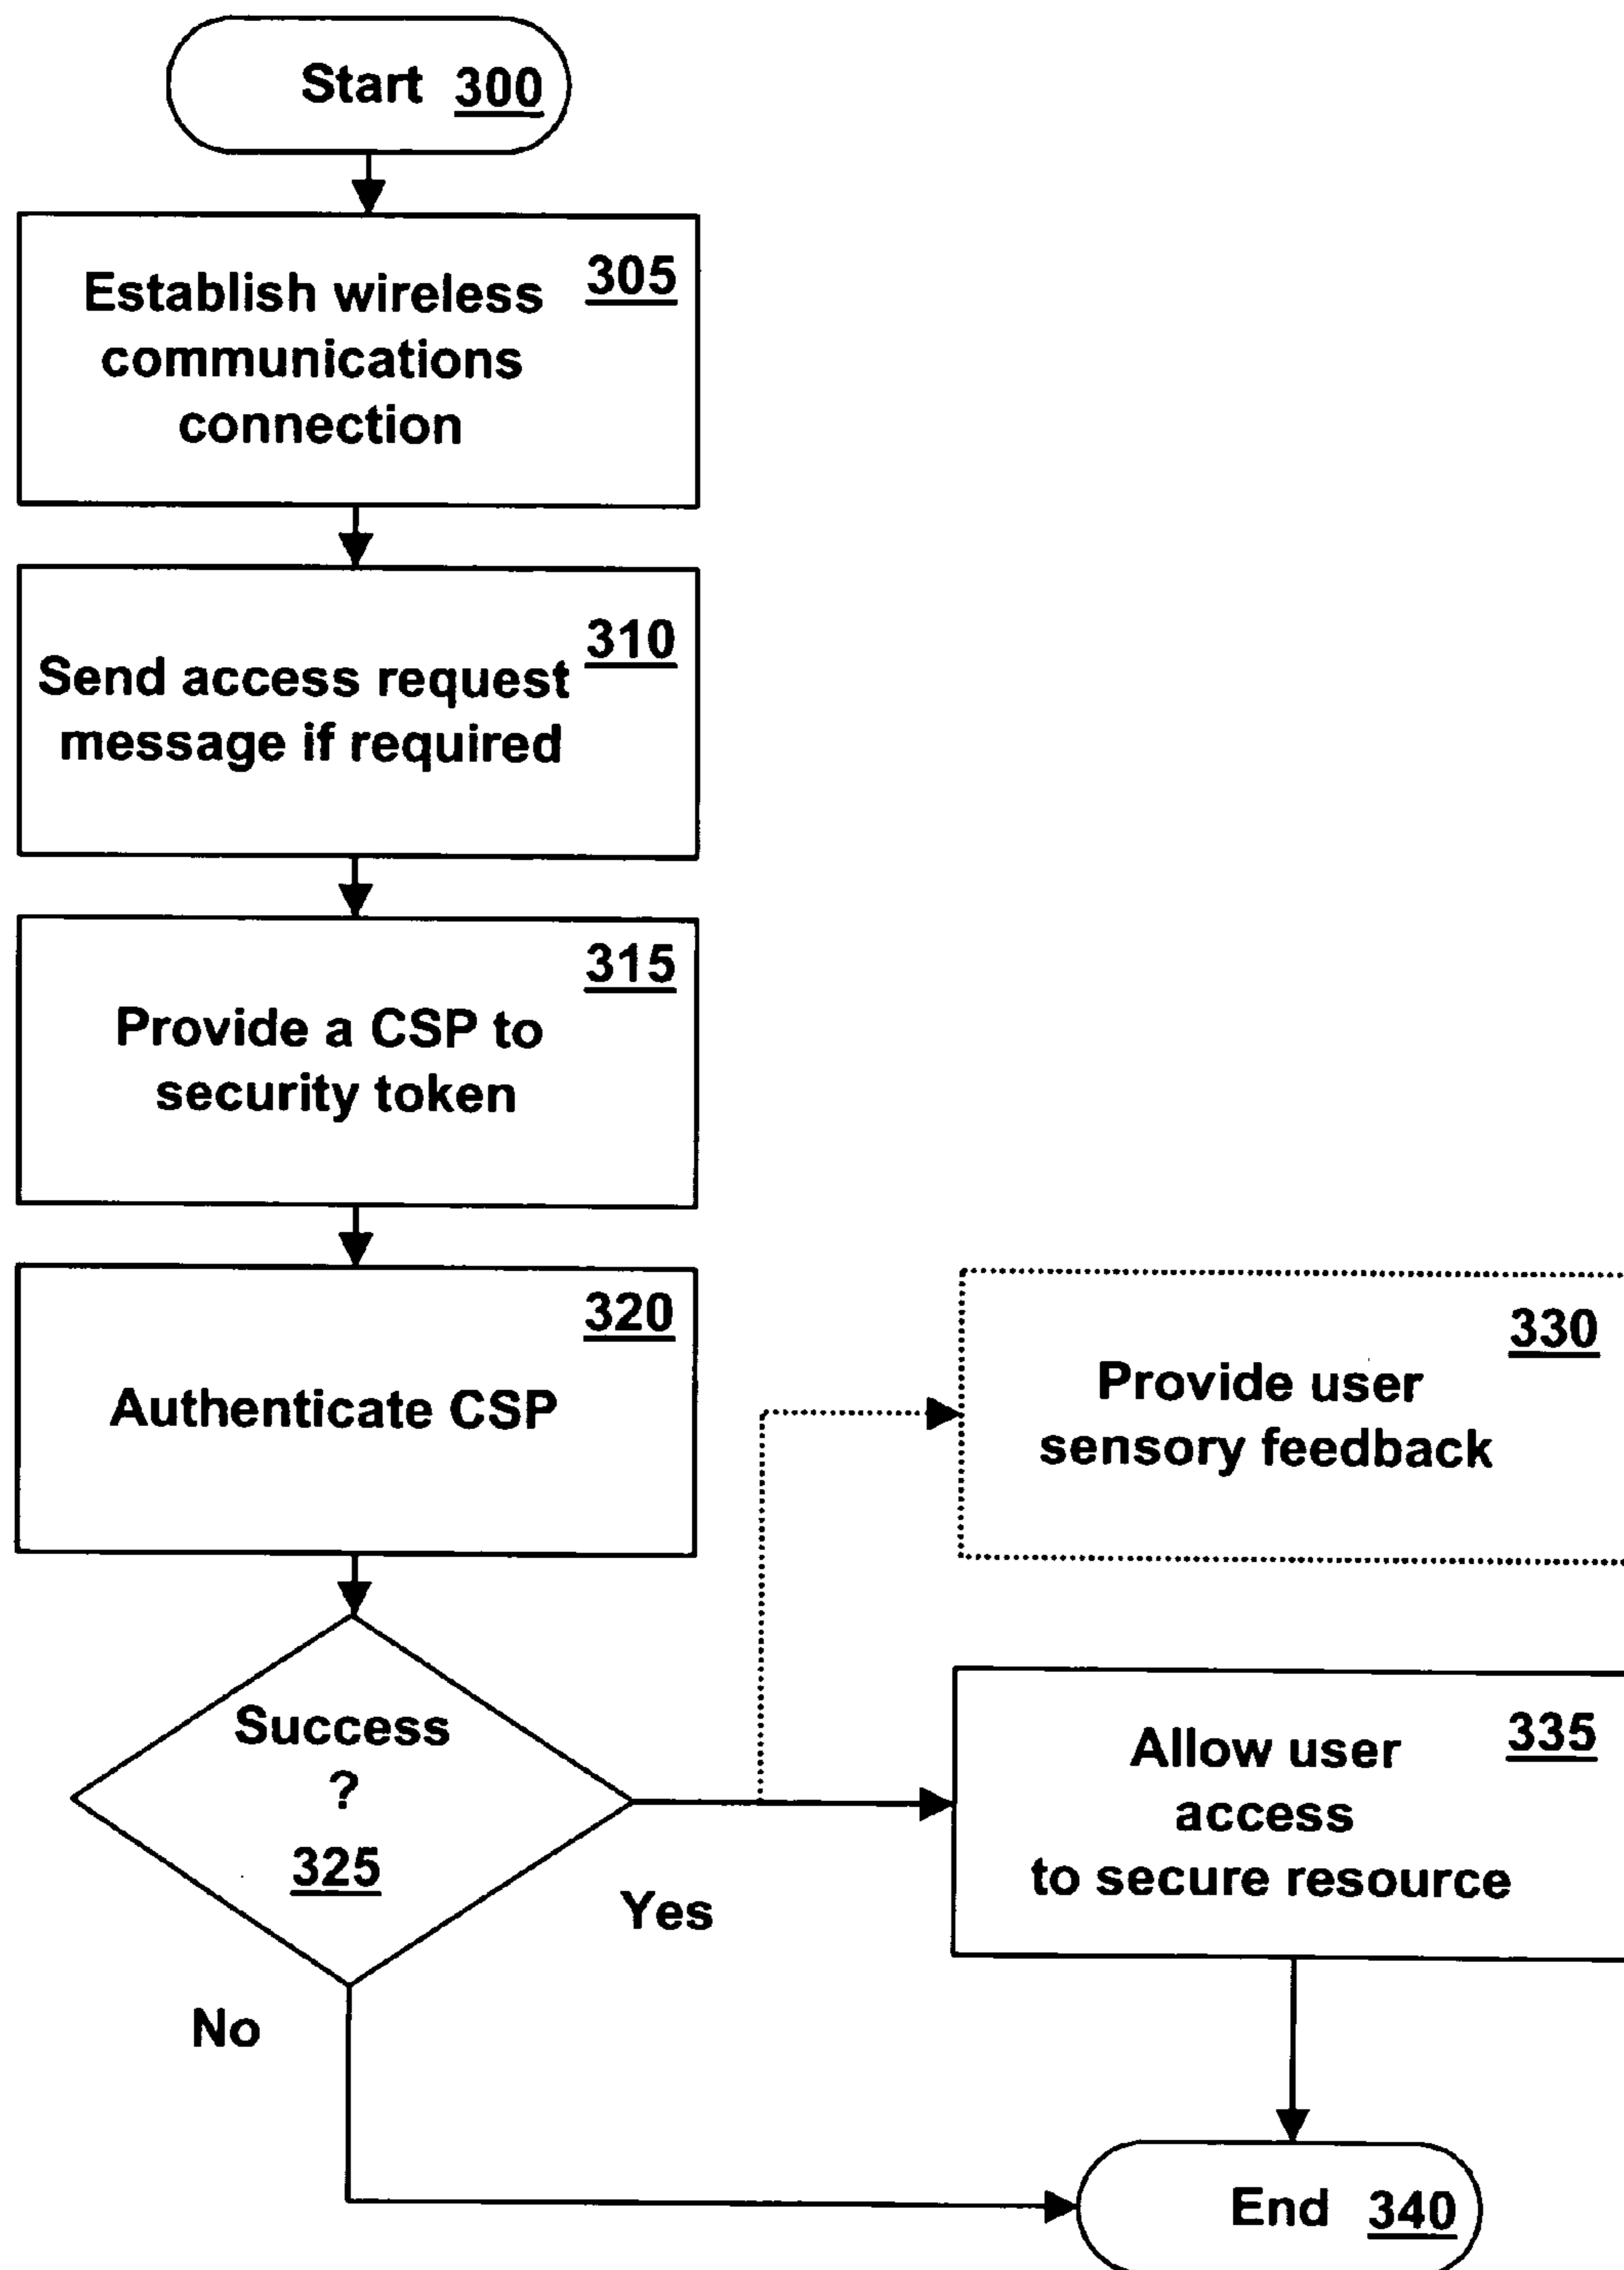 Start 300
Establish wireless 305
communications
connection
310
Send access request
message if required
315
Provide a CSP to
security token
320
Authenticate CSP
330
Provide user
sensory feedback
Success
?
325
Yes
No
Allow user 335
access
to secure resource
End 340